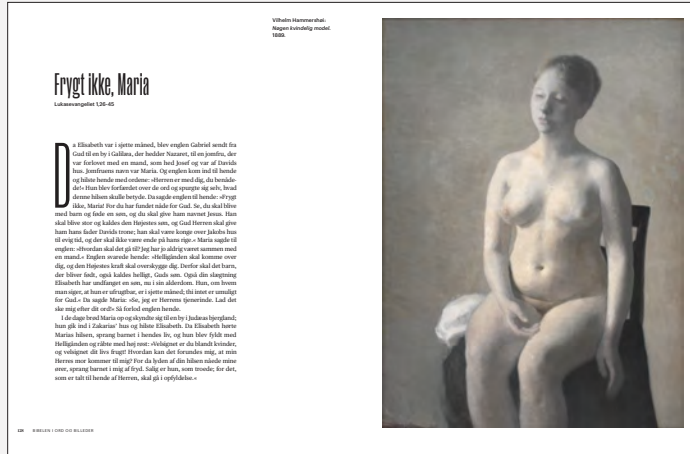 Vilhelm Hammershøi:
Nøgen kvindelig model.
1889.
Frygt ikke, Maria
Lukasevangeliet 1,26-45
Da Elisabeth var i sjette måned, blev englen Gabriel sendt fra
Gud til en by i Galilæa, der hedder Nazaret, til en jomfru, der
var forlovet med en mand, som hed Josef og var af Davids
hus. Jomfruens navn var Maria. Og englen kom ind til hende
og hilste hende med ordene: »Herren er med dig, du benåde-
de!« Hun blev forfærdet over de ord og spurgte sig selv, hvad
denne hilsen skulle betyde. Da sagde englen til hende: »Frygt
ikke, Maria! For du har fundet nåde for Gud. Se, du skal blive
med barn og føde en søn, og du skal give ham navnet Jesus. Han
skal blive stor og kaldes den Højestes søn, og Gud Herren skal give
ham hans fader Davids trone; han skal være konge over Jakobs hus
til evig tid, og der skal ikke være ende på hans rige.« Maria sagde til
englen: »Hvordan skal det gå til? Jeg har jo aldrig været sammen med
en mand.« Englen svarede hende: »Helligånden skal komme over
dig, og den Højestes kraft skal overskygge dig. Derfor skal det barn,
der bliver født, også kaldes helligt, Guds søn. Også din slægtning
Elisabeth har undfanget en søn, nu i sin alderdom. Hun, om hvem
man siger, at hun er ufrugtbar, er i sjette måned; thi intet er umuligt
for Gud.« Da sagde Maria: »Se, jeg er Herrens tjenerinde. Lad det
ske mig efter dit ord!« Så forlod englen hende.
I de dage brød Maria op og skyndte sig til en by i Judæas bjergland;
hun gik ind i Zakarias' hus og hilste Elisabeth. Da Elisabeth hørte
Marias hilsen, sprang barnet i hendes liv, og hun blev fyldt med
Helligånden og råbte med høj røst: »Velsignet er du blandt kvinder,
og velsignet dit livs frugt! Hvordan kan det forundes mig, at min
Herres mor kommer til mig? For da lyden af din hilsen nåede mine
ører, sprang barnet i mig af fryd. Salig er hun, som troede; for det,
som er talt til hende af Herren, skal gå i opfyldelse.«
BIBELEN I ORD OG BILLEDER